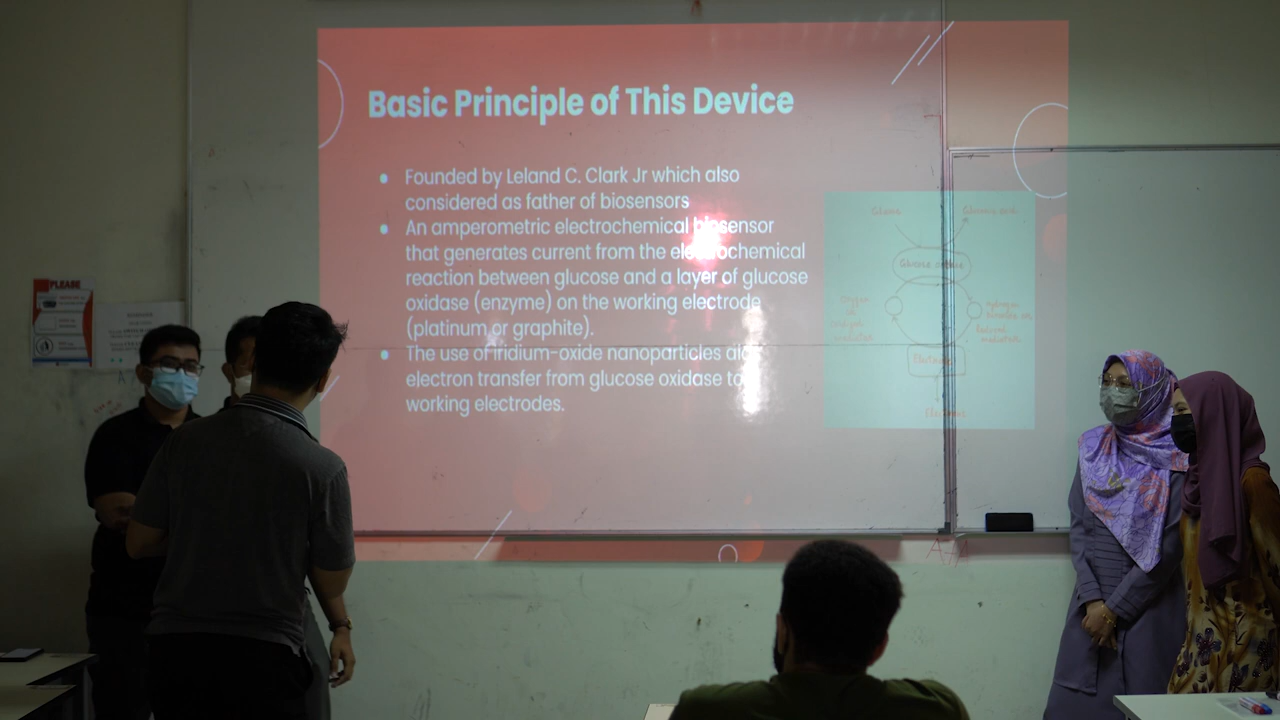 Basic Principle of This Device
Founded by Leland C. Clark Jr which also
considered as father of biosensors
An amperometric electrochemical biosensor
that generates current from the electrochemical
reaction between glucose and a layer of glucose
oxidase (enzyme) on the working electrode
(platinum or graphite).
The use of iridium-oxide nanoparticles
electron transfer from glucose oxidase to
working electrodes.
Glucose
Glucose oxidase
Electrode
PLEASE